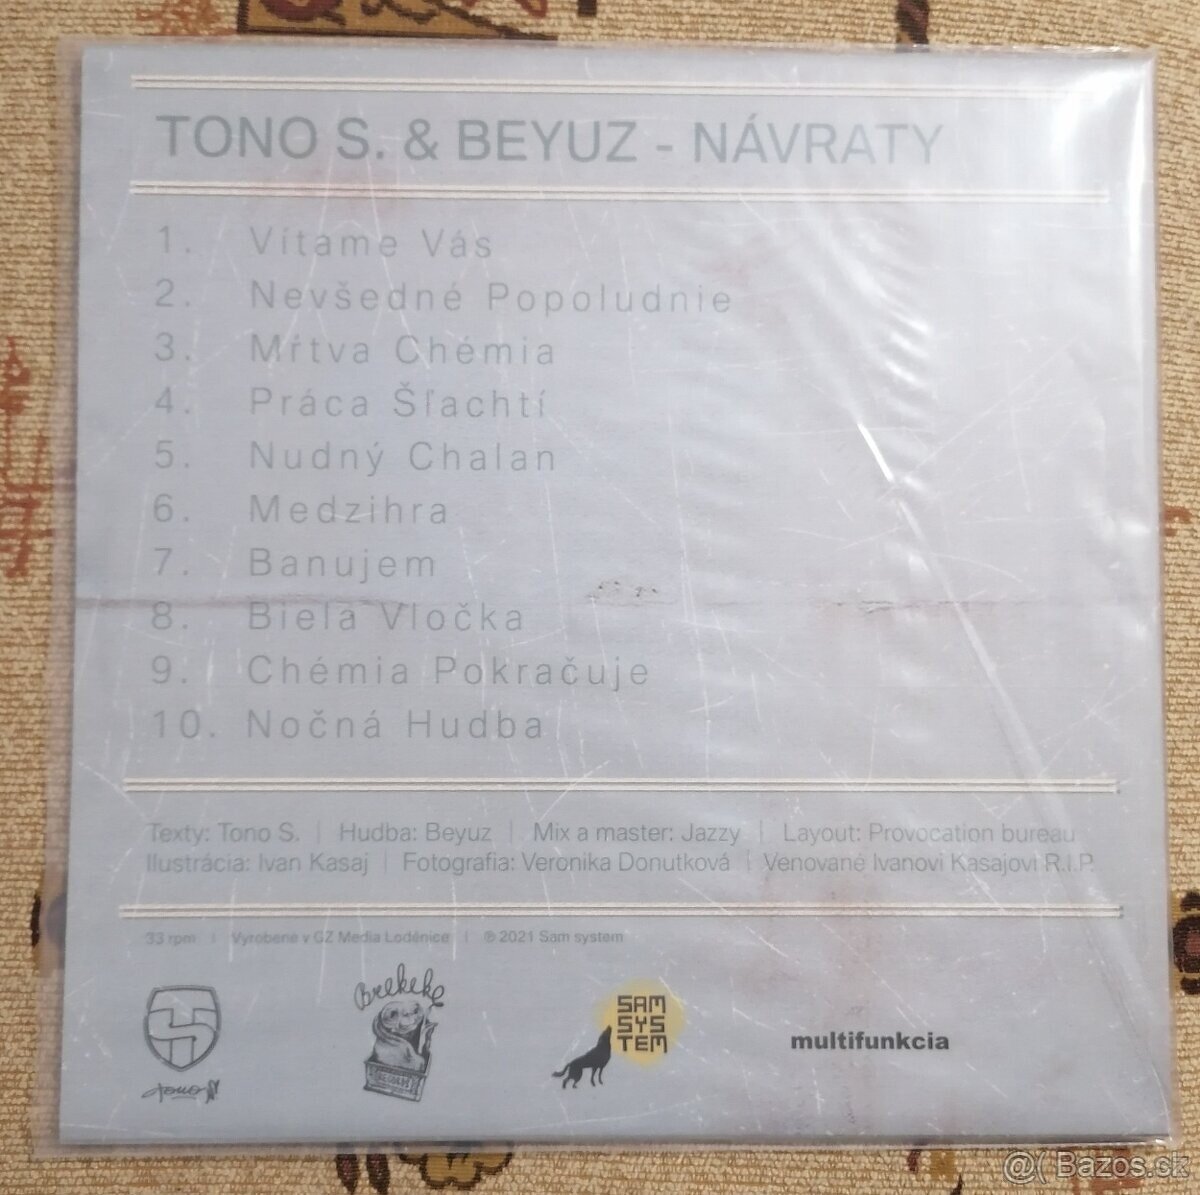 TONO S. & BEYUZ - NÁVRATY
1. Vítame Vás
2. Nevšedné Popoludnie
3. Mŕtva Chémia
4. Práca Šľachtí
5. Nudný Chalan
6. Medzihra
7. Banujem
8. Biela Vločka
9. Chémia Pokračuje
10. Nočná Hudba
Texty: Tono S. | Hudba: Beyuz | Mix a master: Jazzy | Layout: Provocation bureau
Ilustrácia: Ivan Kasaj | Fotografia: Veronika Donutková | Venované Ivanovi Kasajovi R.I.P.
33 rpm | Vyrobené v GZ Media Loděnice | ℗ 2021 Sam system
Brekeke
SAM
SYS
TEM
multifunkcia
Tono S
@( Bazos.sk